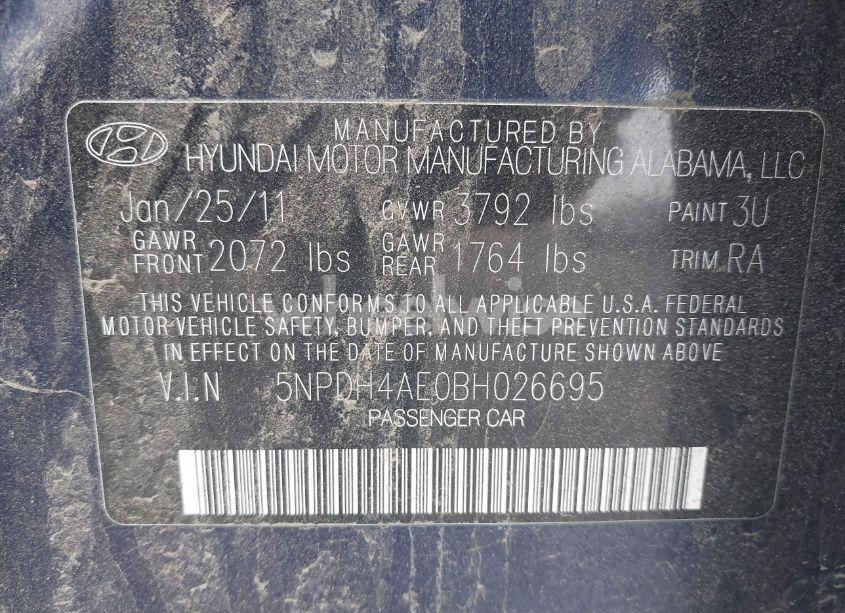 MANUFACTURED BY
HYUNDAI MOTOR MANUFACTURING ALABAMA, LLC
Jan/25/11 GVWR 3792 lbs PAINT 3U
GAWR FRONT 2072 lbs GAWR REAR 1764 lbs TRIM RA
THIS VEHICLE CONFORMS TO ALL APPLICABLE U.S.A. FEDERAL
MOTOR VEHICLE SAFETY, BUMPER, AND THEFT PREVENTION STANDARDS
IN EFFECT ON THE DATE OF MANUFACTURE SHOWN ABOVE
V.I.N 5NPDH4AE0BH026695
PASSENGER CAR